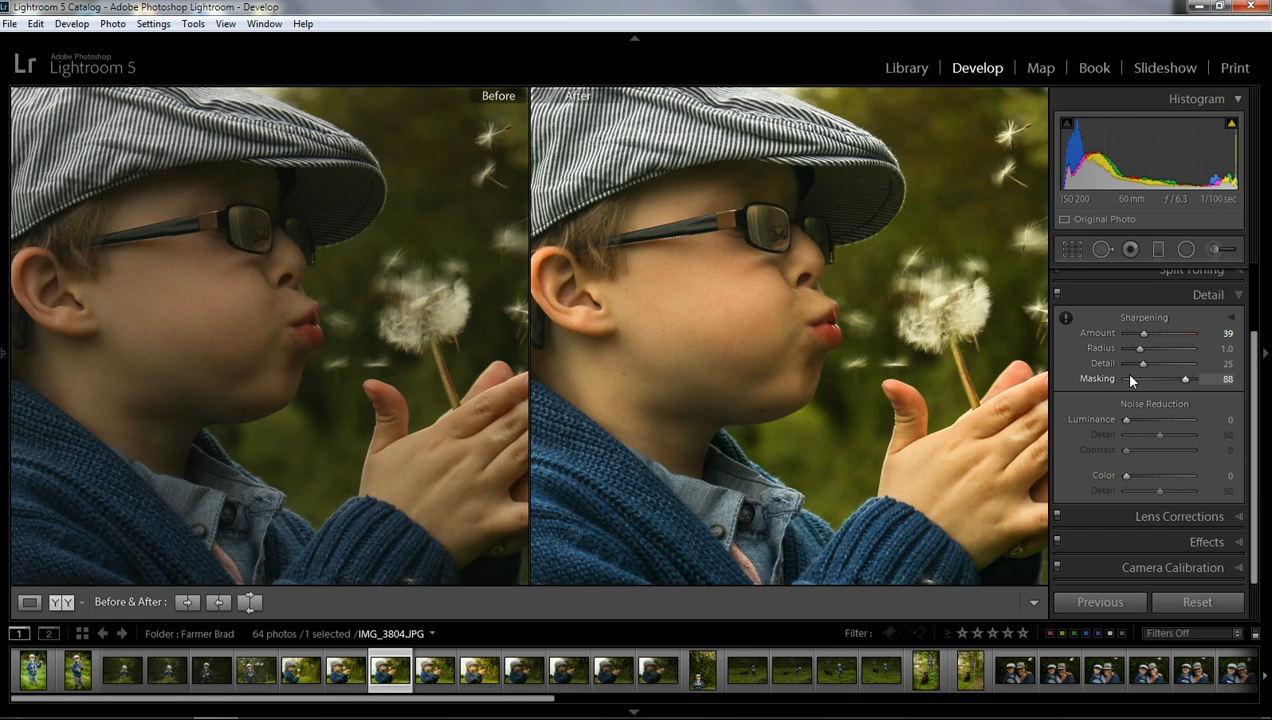 Lightroom 5 Catalog - Adobe Photoshop Lightroom - Develop
File Edit Develop Photo Settings Tools View Window Help
Lr Adobe Photoshop
Lightroom 5
Library | Develop | Map | Book | Slideshow | Print
Before
After
Histogram
ISO 200 60 mm ƒ / 6.3 1/100 sec
Original Photo
Split Toning
Detail
Sharpening
Amount 39
Radius 1.0
Detail 25
Masking 88
Noise Reduction
Luminance 0
Detail 50
Contrast 0
Color 0
Detail 50
Lens Corrections
Effects
Camera Calibration
Y Y Before & After :
Previous Reset
1 2 Folder : Farmer Brad 64 photos / 1 selected / IMG_3804.JPG Filter : Filters Off